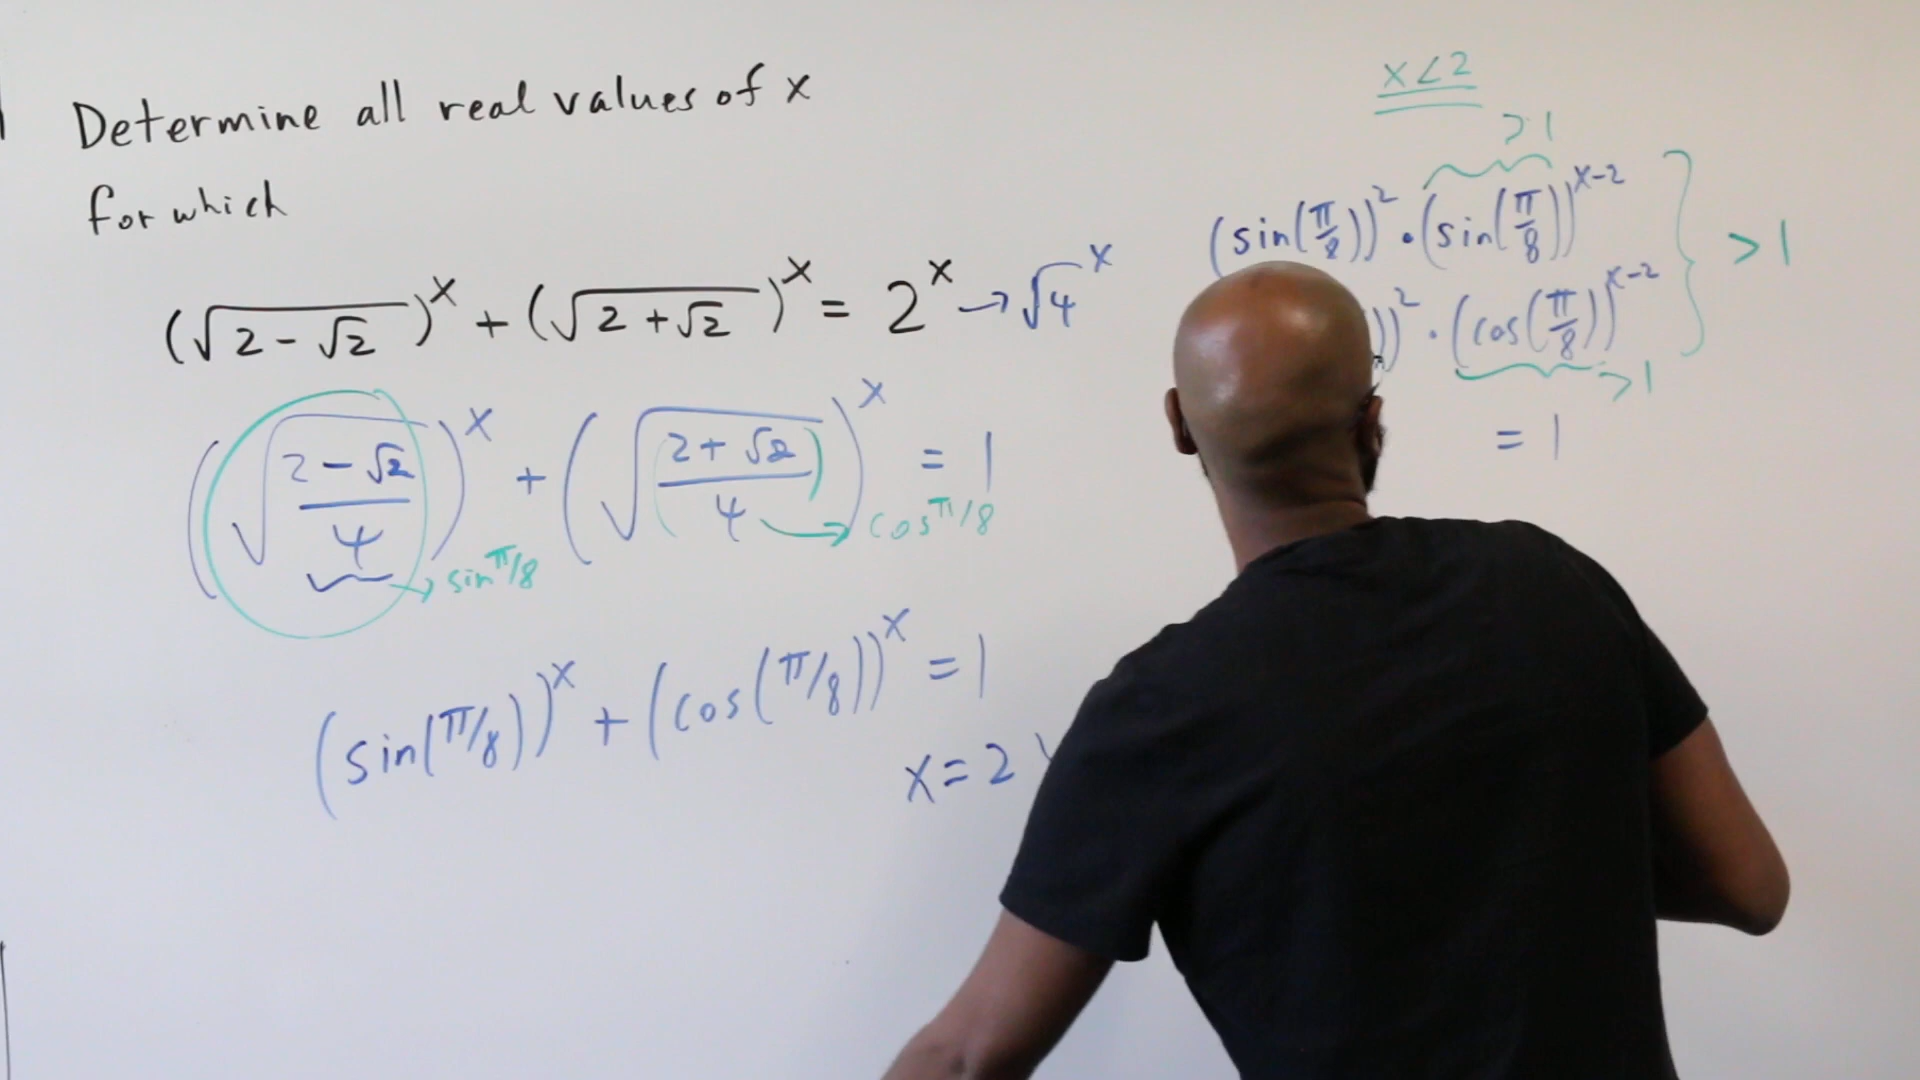 Determine all real values of x
for which
(√(2-√2))^x + (√(2+√2))^x = 2^x → √4^x
(√((2-√2)/4))^x + (√((2+√2)/4))^x = 1
→ sin π/8
→ cos π/8
(sin(π/8))^x + (cos(π/8))^x = 1
x=2
x<2
>1
(sin(π/8))^2 • (sin(π/8))^(x-2)
))^2 · (cos(π/8))^(x-2)
} >1
>1
= 1